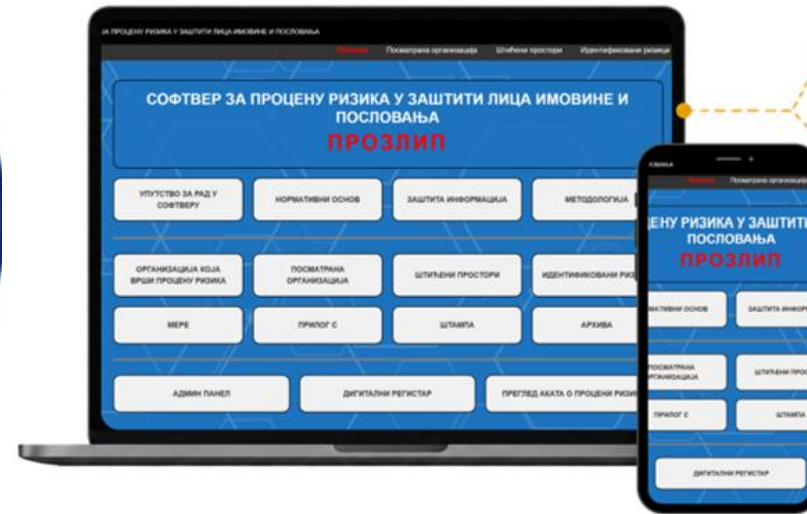 ЗА ПРОЦЕНУ РИЗИКА У ЗАШТИТИ ЛИЦА ИМОВИНЕ И ПОСЛОВАЊА
Посматрана организација Штићени простори Идентификовани ризици
СОФТВЕР ЗА ПРОЦЕНУ РИЗИКА У ЗАШТИТИ ЛИЦА ИМОВИНЕ И
ПОСЛОВАЊА
ПРОЗЛИП
УПУТСТВО ЗА РАД У
СОФТВЕРУ
НОРМАТИВНИ ОСНОВ
ЗАШТИТА ИНФОРМАЦИЈА
МЕТОДОЛОГИЈА
ОРГАНИЗАЦИЈА КОЈА
ВРШИ ПРОЦЕНУ РИЗИКА
ПОСМАТРАНА
ОРГАНИЗАЦИЈА
ШТИЋЕНИ ПРОСТОРИ
ИДЕНТИФИКОВАНИ РИЗ
МЕРЕ
ПРИЛОГ С
ШТАМПА
АРХИВА
АДМИН ПАНЕЛ
ДИГИТАЛНИ РЕГИСТАР
ПРЕГЛЕД АКАТА О ПРОЦЕНИ РИЗИ
Посматрана организација
ЦЕНУ РИЗИКА У ЗАШТИТИ
ПОСЛОВАЊА
ПРОЗЛИП
ОСНОВ
ЗАШТИТА
ПОСМАТРАНА
ОРГАНИЗАЦИЈА
ШТИЋЕНИ ПРОС
ПРИЛОГ С
ШТАМПА
ДИГИТАЛНИ РЕГИСТАР